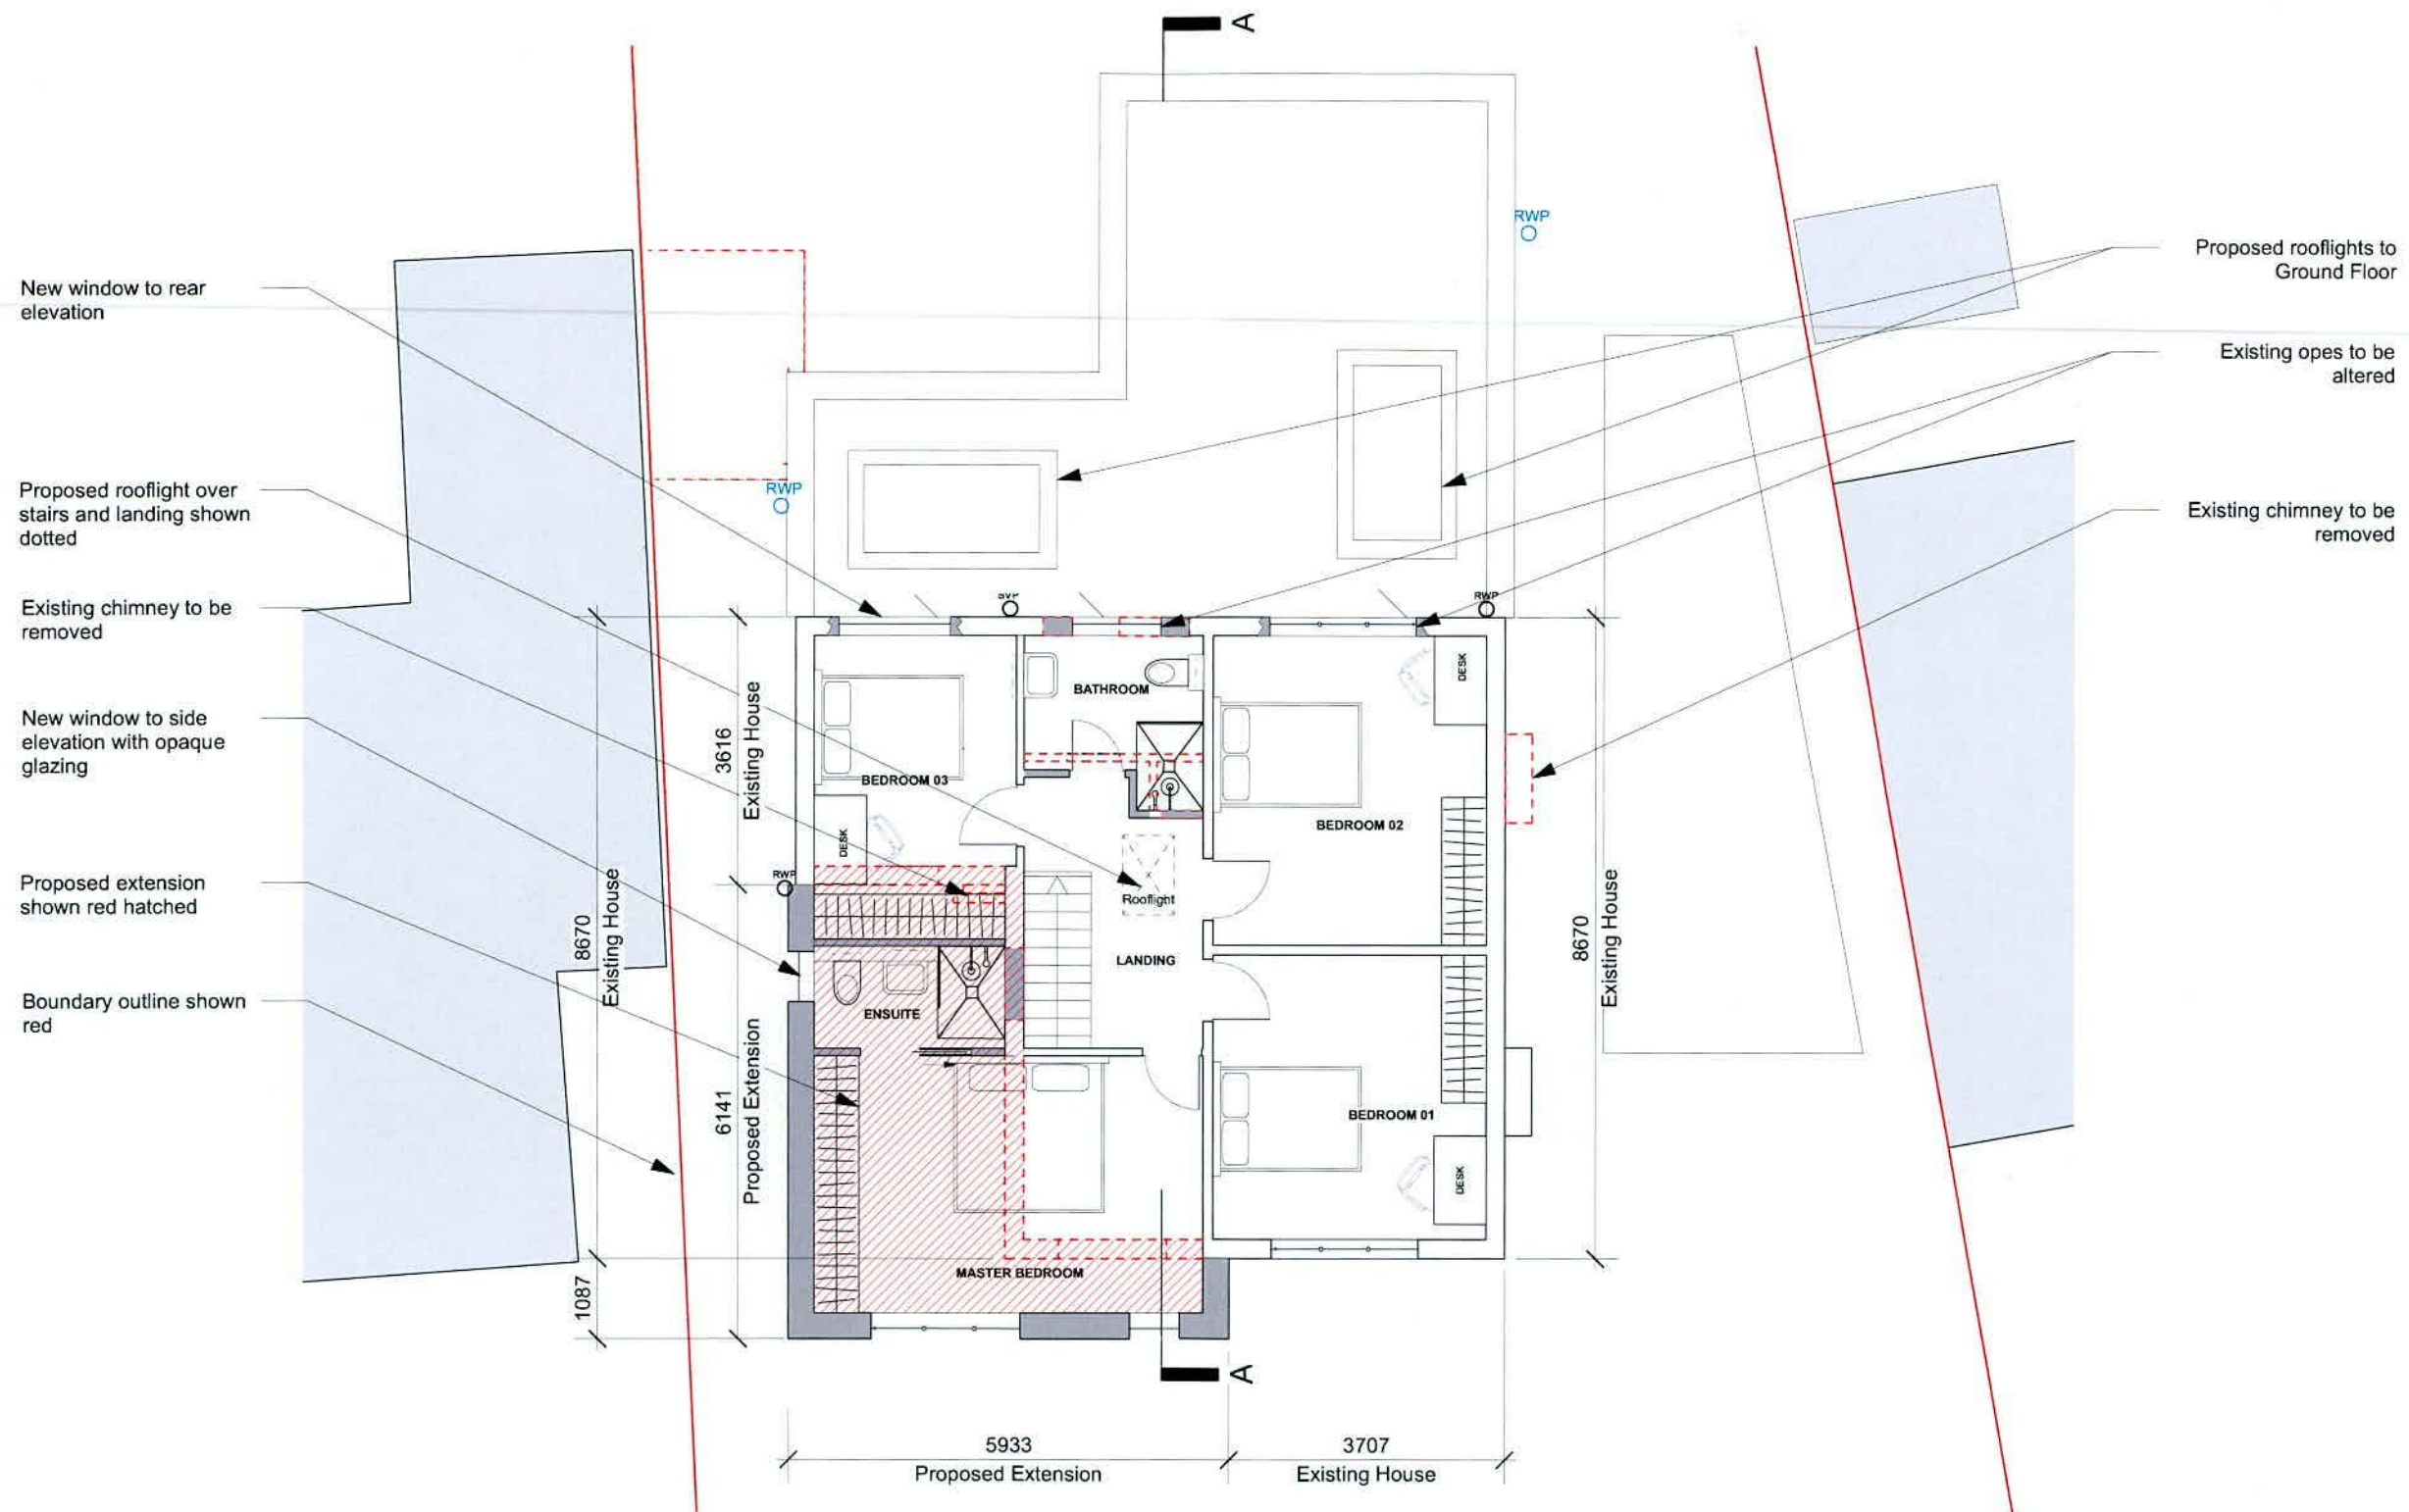 A
New window to rear
elevation
Proposed rooflight over
stairs and landing shown
dotted
Existing chimney to be
removed
New window to side
elevation with opaque
glazing
Proposed extension
shown red hatched
Boundary outline shown
red
Proposed rooflights to
Ground Floor
Existing opes to be
altered
Existing chimney to be
removed
RWP
RWP
RWP
RWP
BATHROOM
BEDROOM 03
DESK
BEDROOM 02
DESK
Rooflight
LANDING
ENSUITE
BEDROOM 01
DESK
MASTER BEDROOM
3616
Existing House
8670
Existing House
6141
Proposed Extension
1087
8670
Existing House
A
5933
Proposed Extension
3707
Existing House